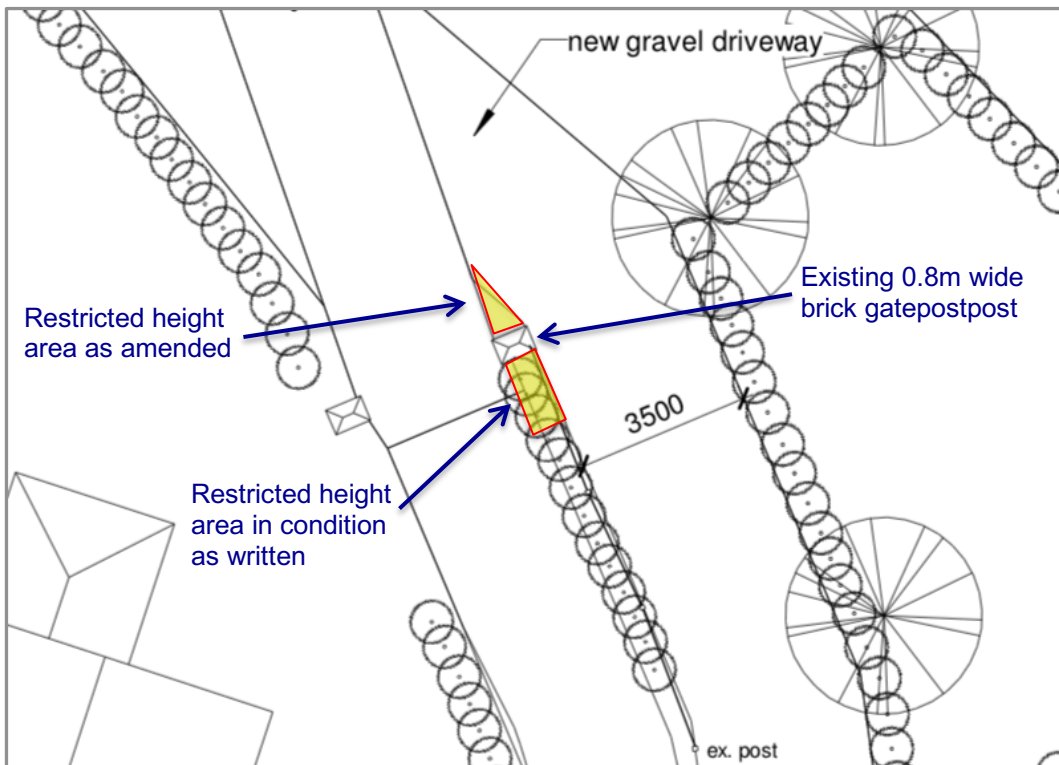 new gravel driveway
Existing 0.8m wide
brick gatepostpost
Restricted height
area as amended
3500
Restricted height
area in condition
as written
ex. post